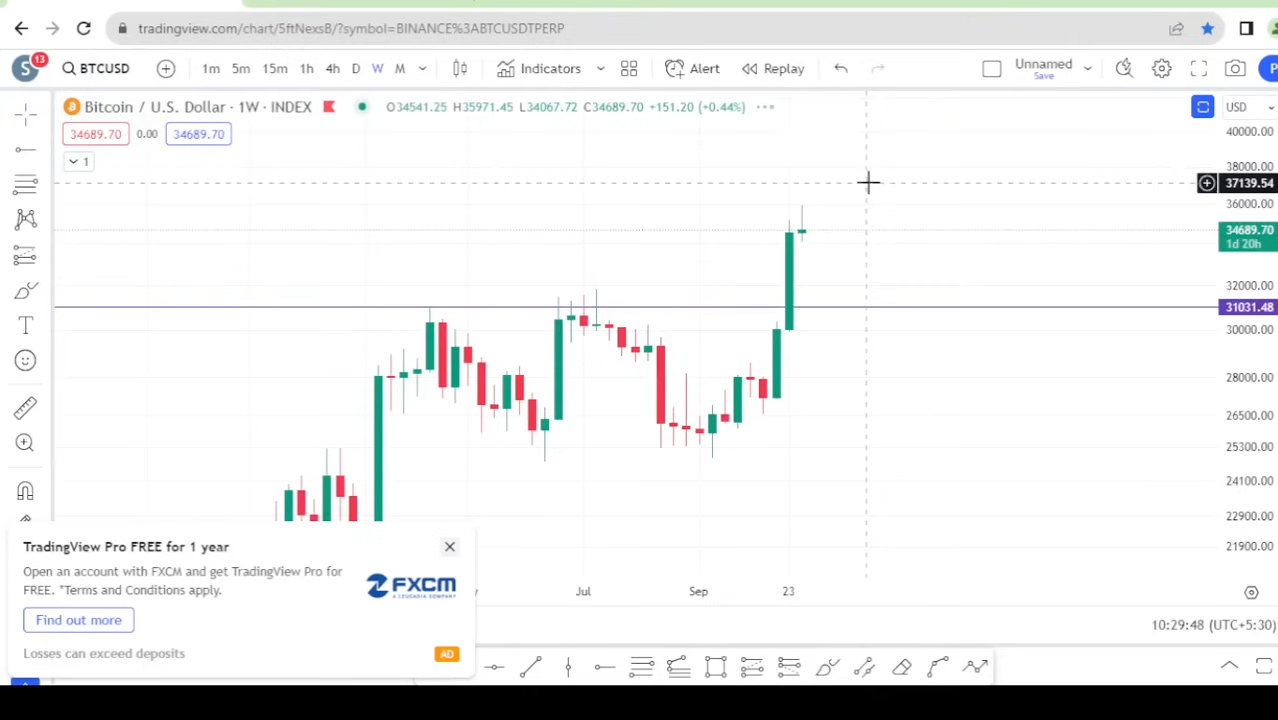 tradingview.com/chart/5ftNexsB/?symbol=BINANCE%3ABTCUSDTPERP
S 13 BTCUSD 1m 5m 15m 1h 4h D W M Indicators Alert Replay Unnamed Save P
Bitcoin / U.S. Dollar · 1W · INDEX O34541.25 H35971.45 L34067.72 C34689.70 +151.20 (+0.44%) USD
34689.70 0.00 34689.70
1
40000.00
38000.00
37139.54
36000.00
34689.70
1d 20h
32000.00
31031.48
30000.00
28000.00
26500.00
25300.00
24100.00
22900.00
21900.00
TradingView Pro FREE for 1 year
Open an account with FXCM and get TradingView Pro for
FREE. *Terms and Conditions apply.
FXCM
A LEUCADIA COMPANY
Find out more
Losses can exceed deposits
AD
Jul Sep 23
10:29:48 (UTC+5:30)